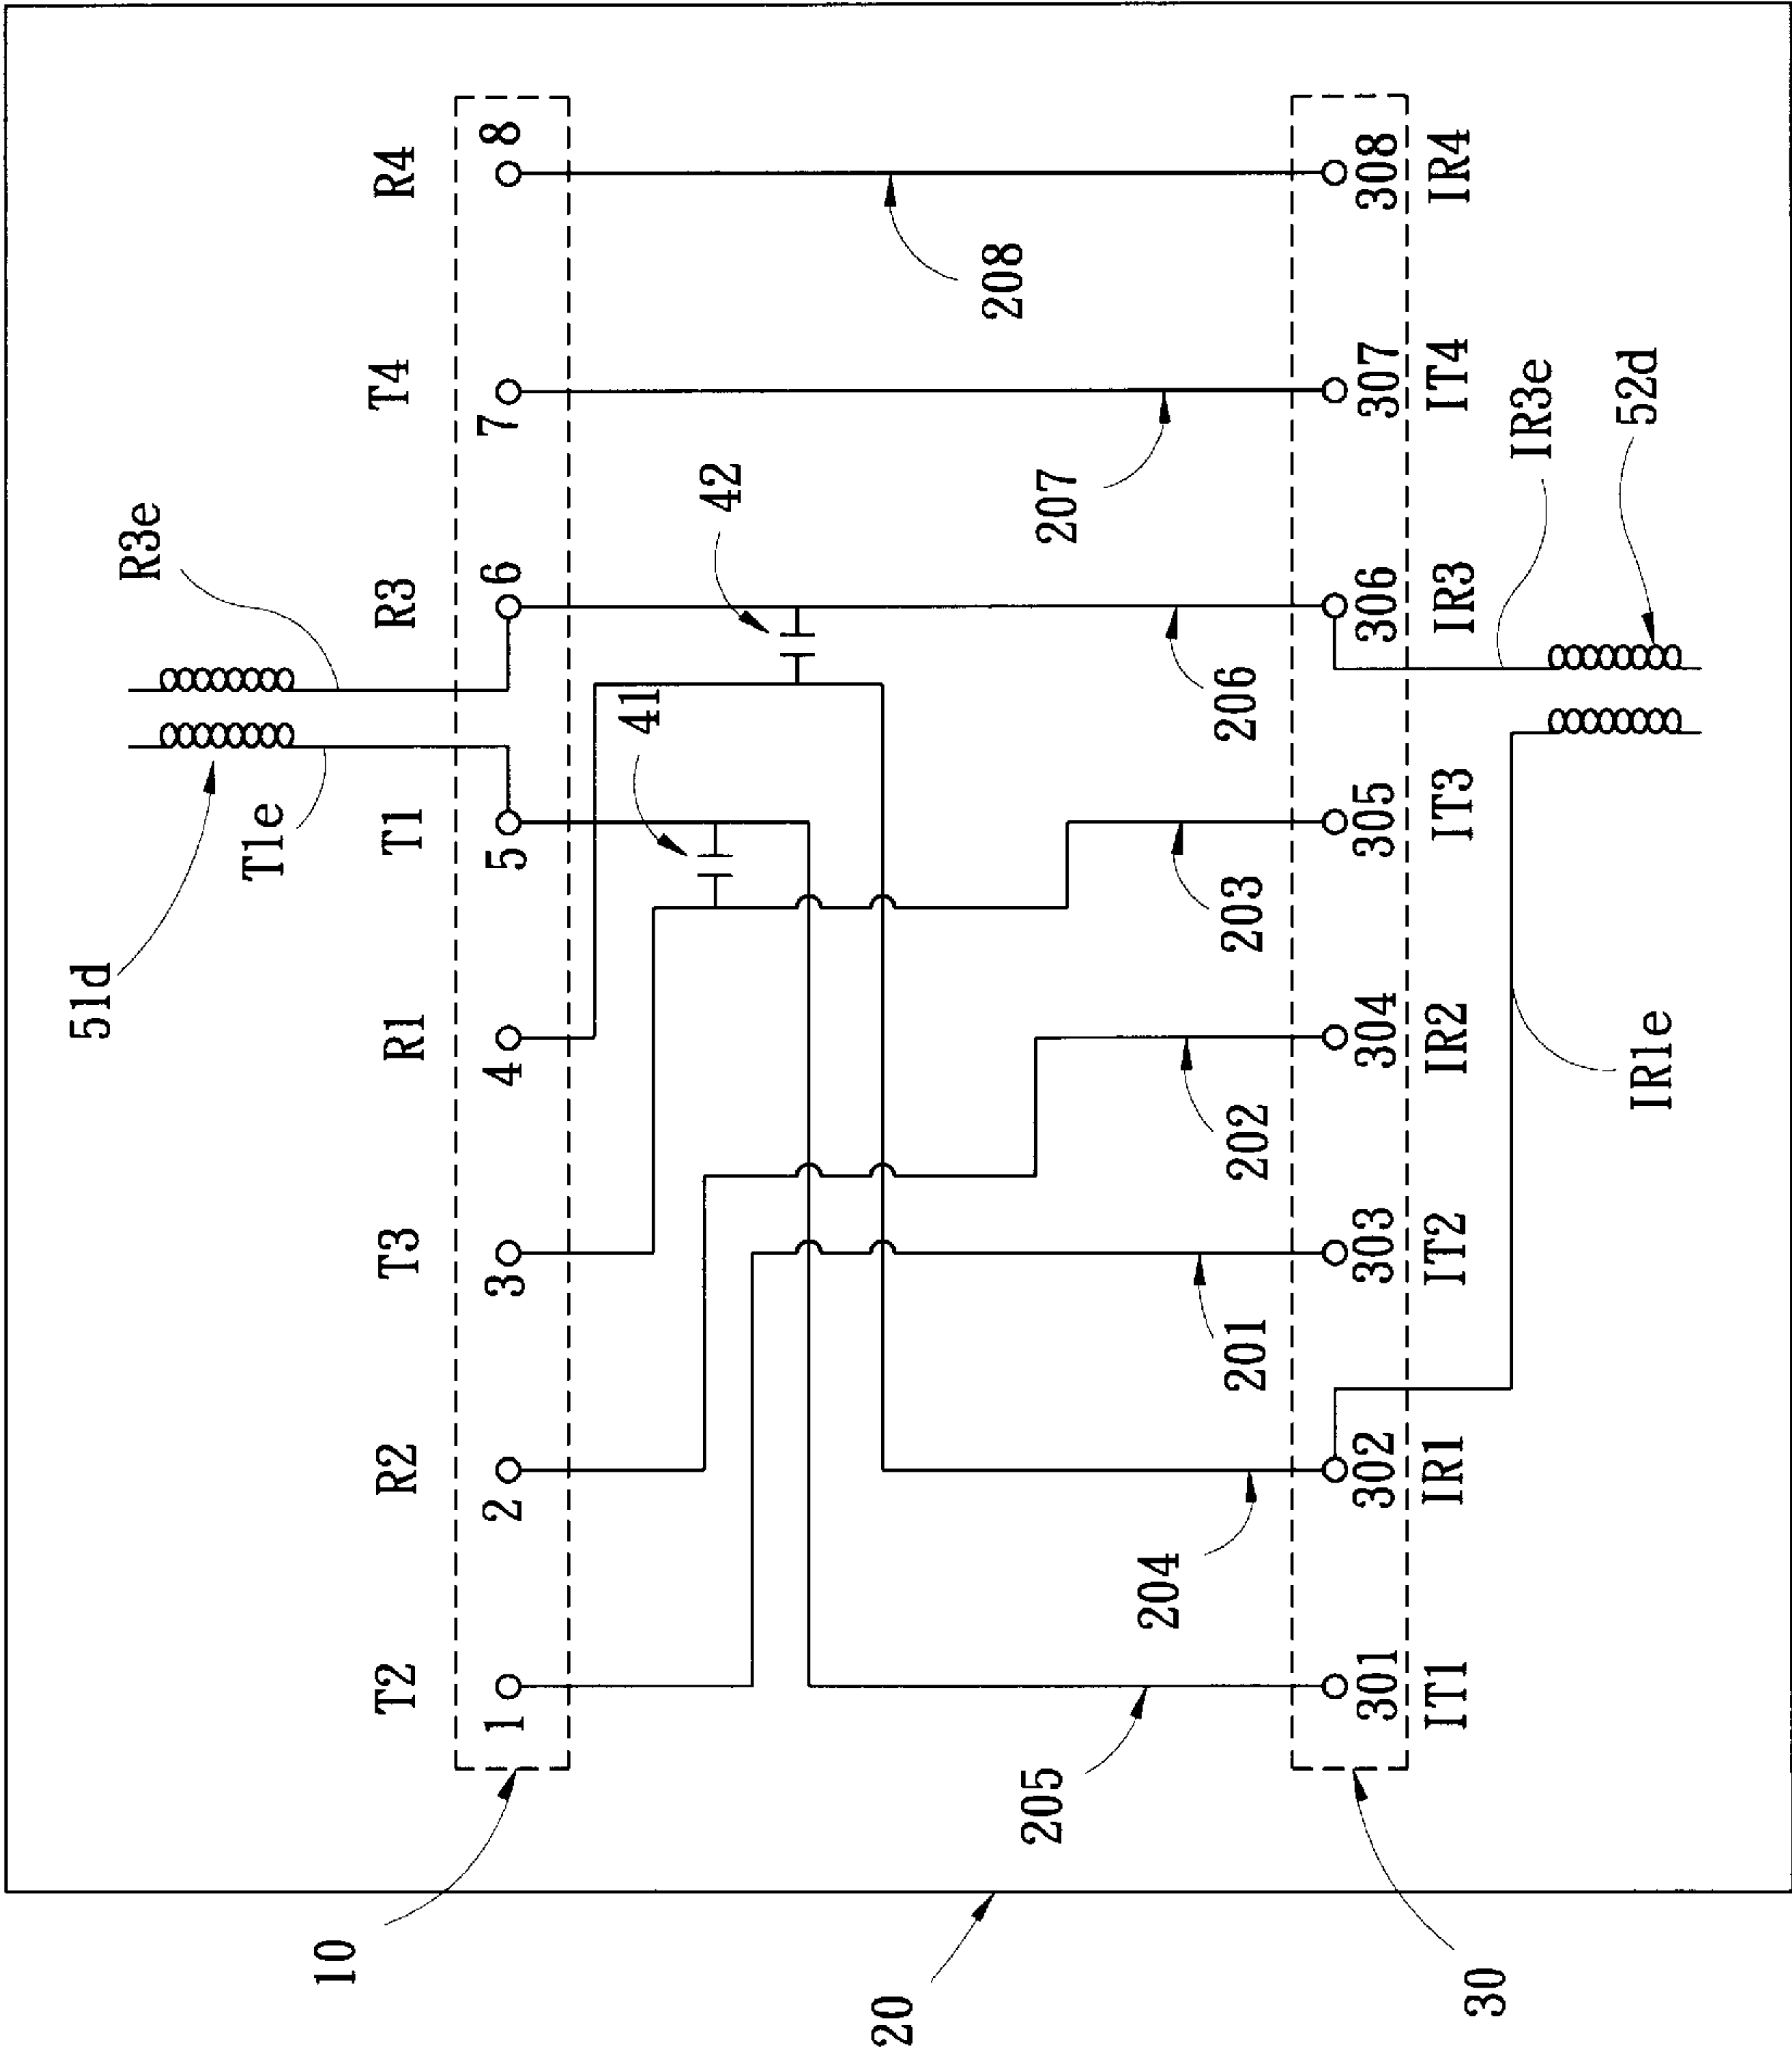 51d
R3e
T1e
10
T2 R2 T3 R1 T1 R3 T4 R4
1 2 3 4 5 6 7 8
41
42
20
208
205
207
204
201 202 203 206
301 302 303 304 305 306 307 308
IT1 IR1 IT2 IR2 IT3 IR3 IT4 IR4
30
IR3e
IR1e
52d